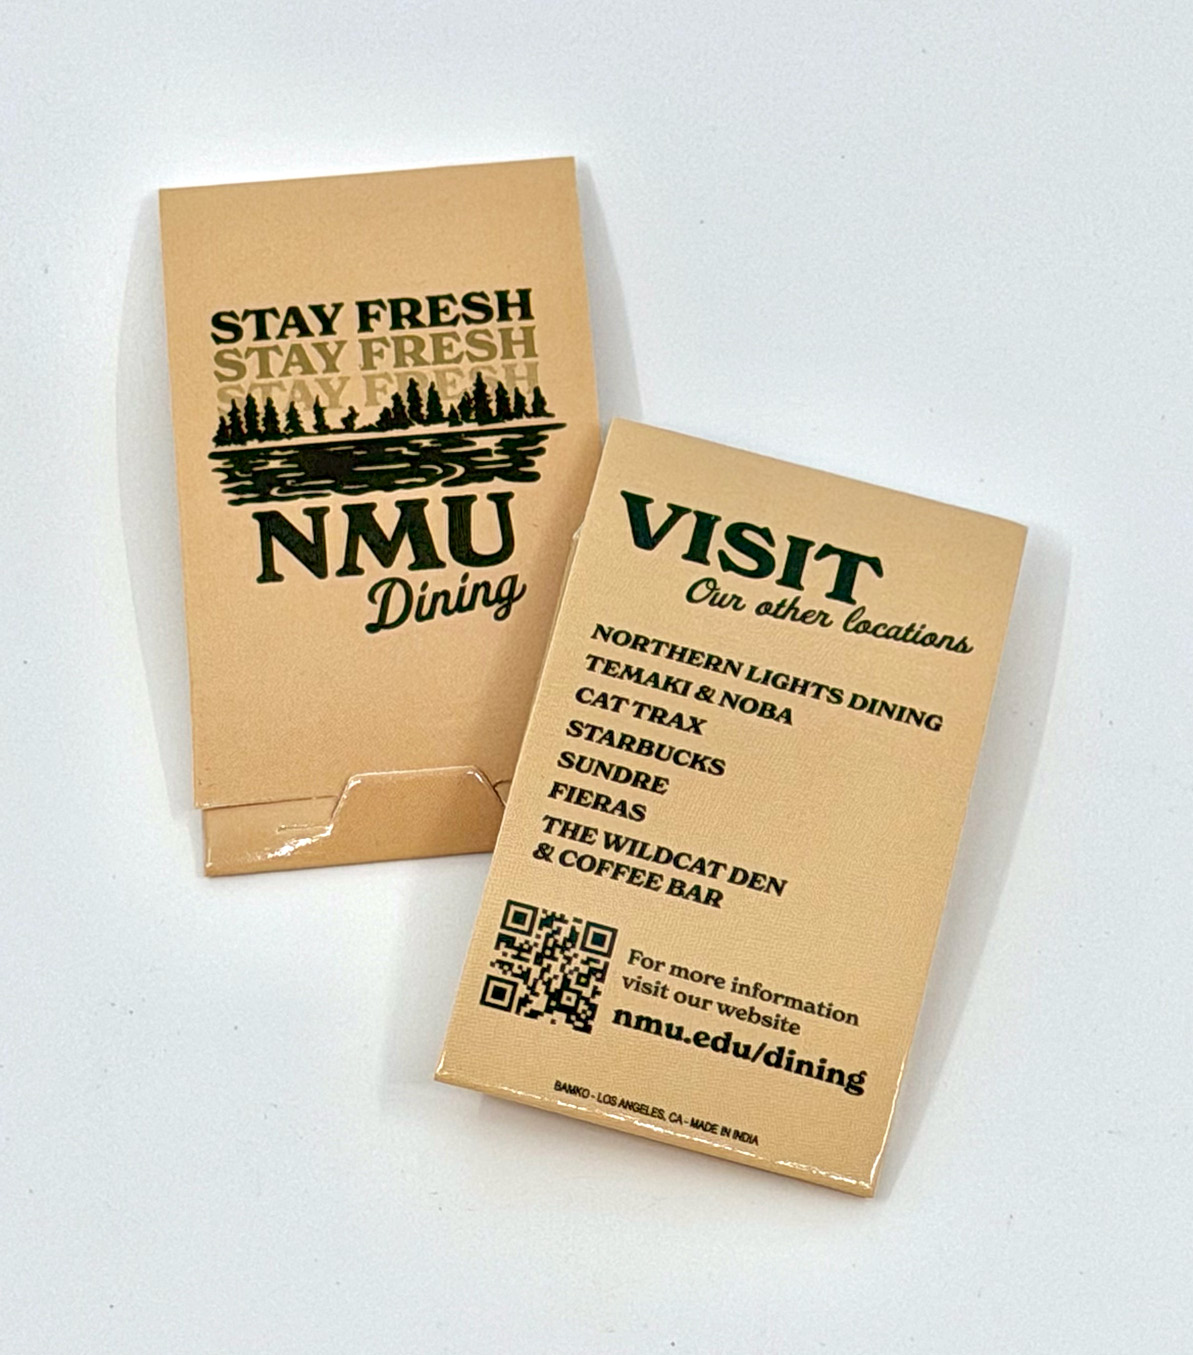 STAY FRESH
STAY FRESH
STAY FRESH
NMU
Dining
VISIT
Our other locations
NORTHERN LIGHTS DINING
TEMAKI & NOBA
CAT TRAX
STARBUCKS
SUNDRE
FIERAS
THE WILDCAT DEN
& COFFEE BAR
For more information
visit our website
nmu.edu/dining
BAMKO - LOS ANGELES, CA - MADE IN INDIA